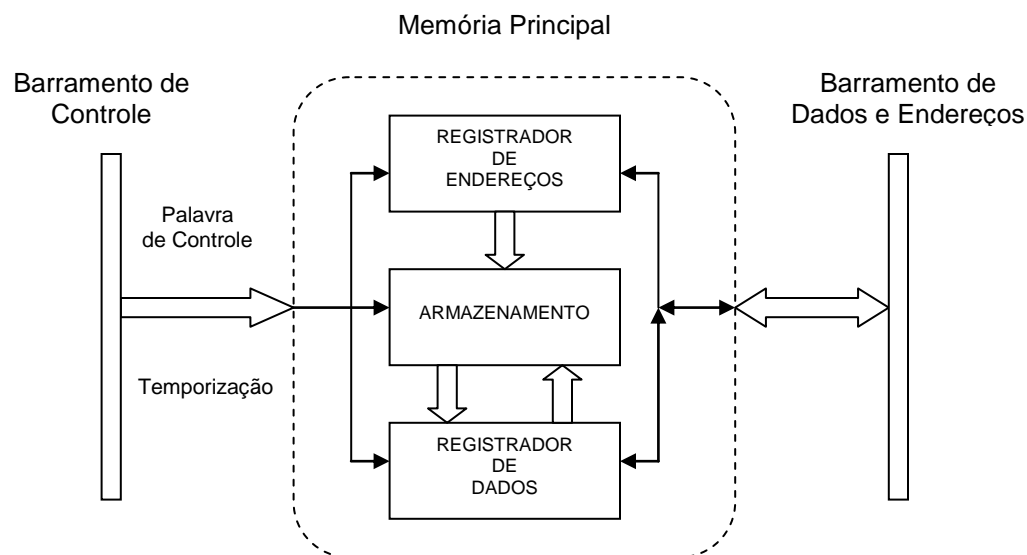 Memória Principal
Barramento de
Controle
Barramento de
Dados e Endereços
REGISTRADOR
DE
ENDEREÇOS
Palavra
de Controle
ARMAZENAMENTO
Temporização
REGISTRADOR
DE
DADOS